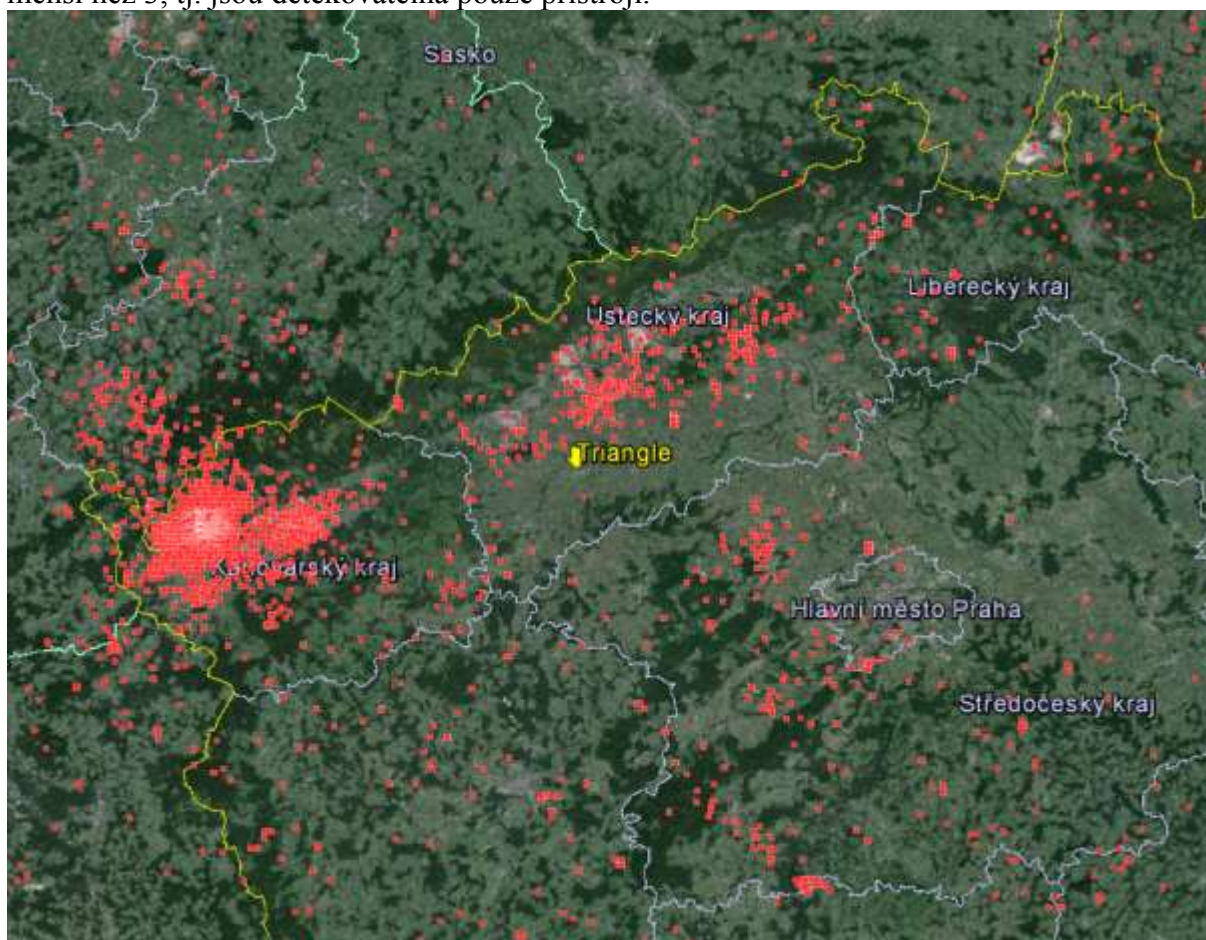 menší než 3, tj. jsou detekovatelná pouze přístroji.
Sasko
Liberecký kraj
Ústecký kraj
Triangle
Karlovarský kraj
Hlavní město Praha
Středočeský kraj